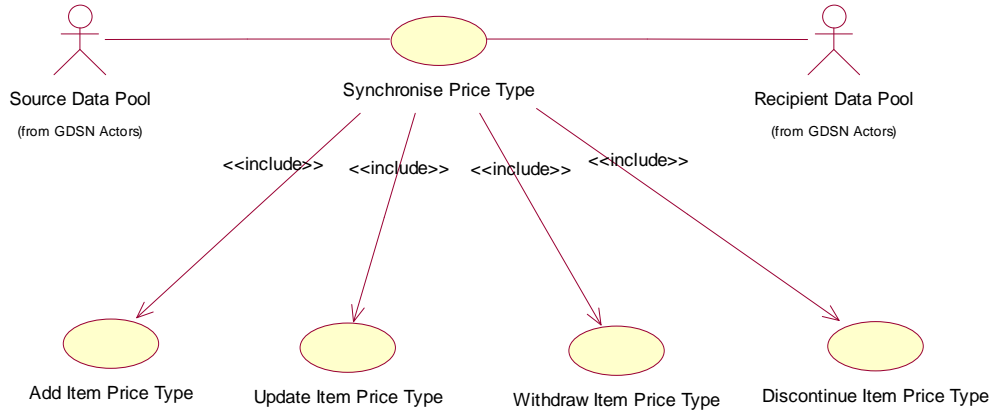 Synchronise Price Type
Source Data Pool
(from GDSN Actors)
Recipient Data Pool
(from GDSN Actors)
<<include>>
<<include>>
<<include>>
<<include>>
Add Item Price Type
Update Item Price Type
Withdraw Item Price Type
Discontinue Item Price Type